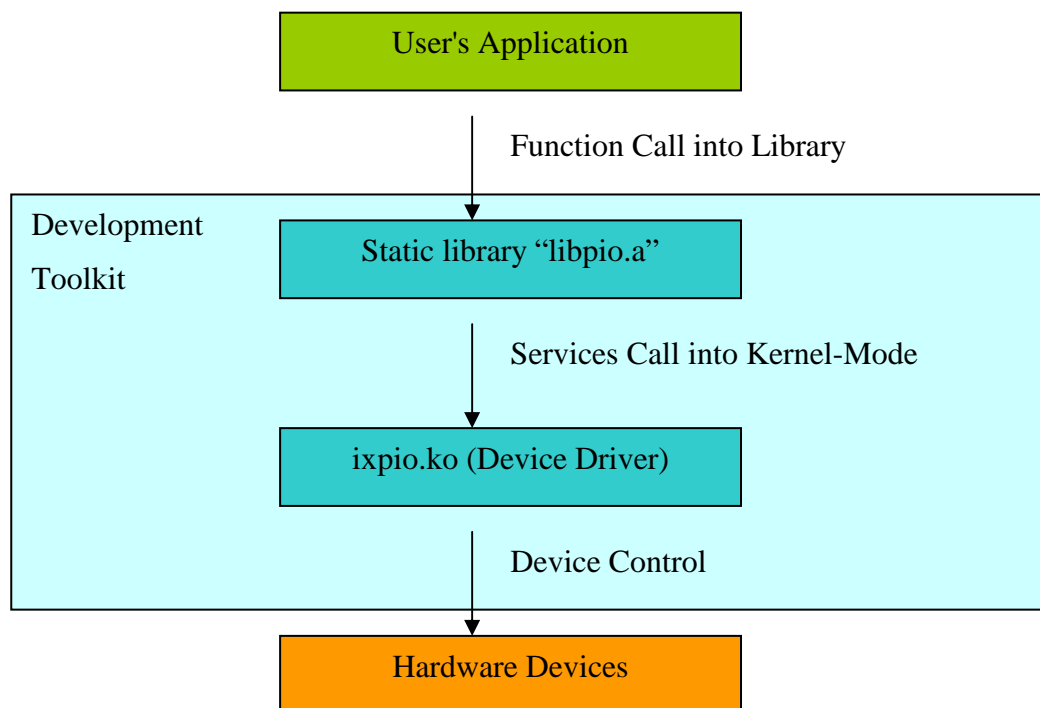 User's Application
Function Call into Library
Development
Toolkit
Static library “libpio.a”
Services Call into Kernel-Mode
ixpio.ko (Device Driver)
Device Control
Hardware Devices